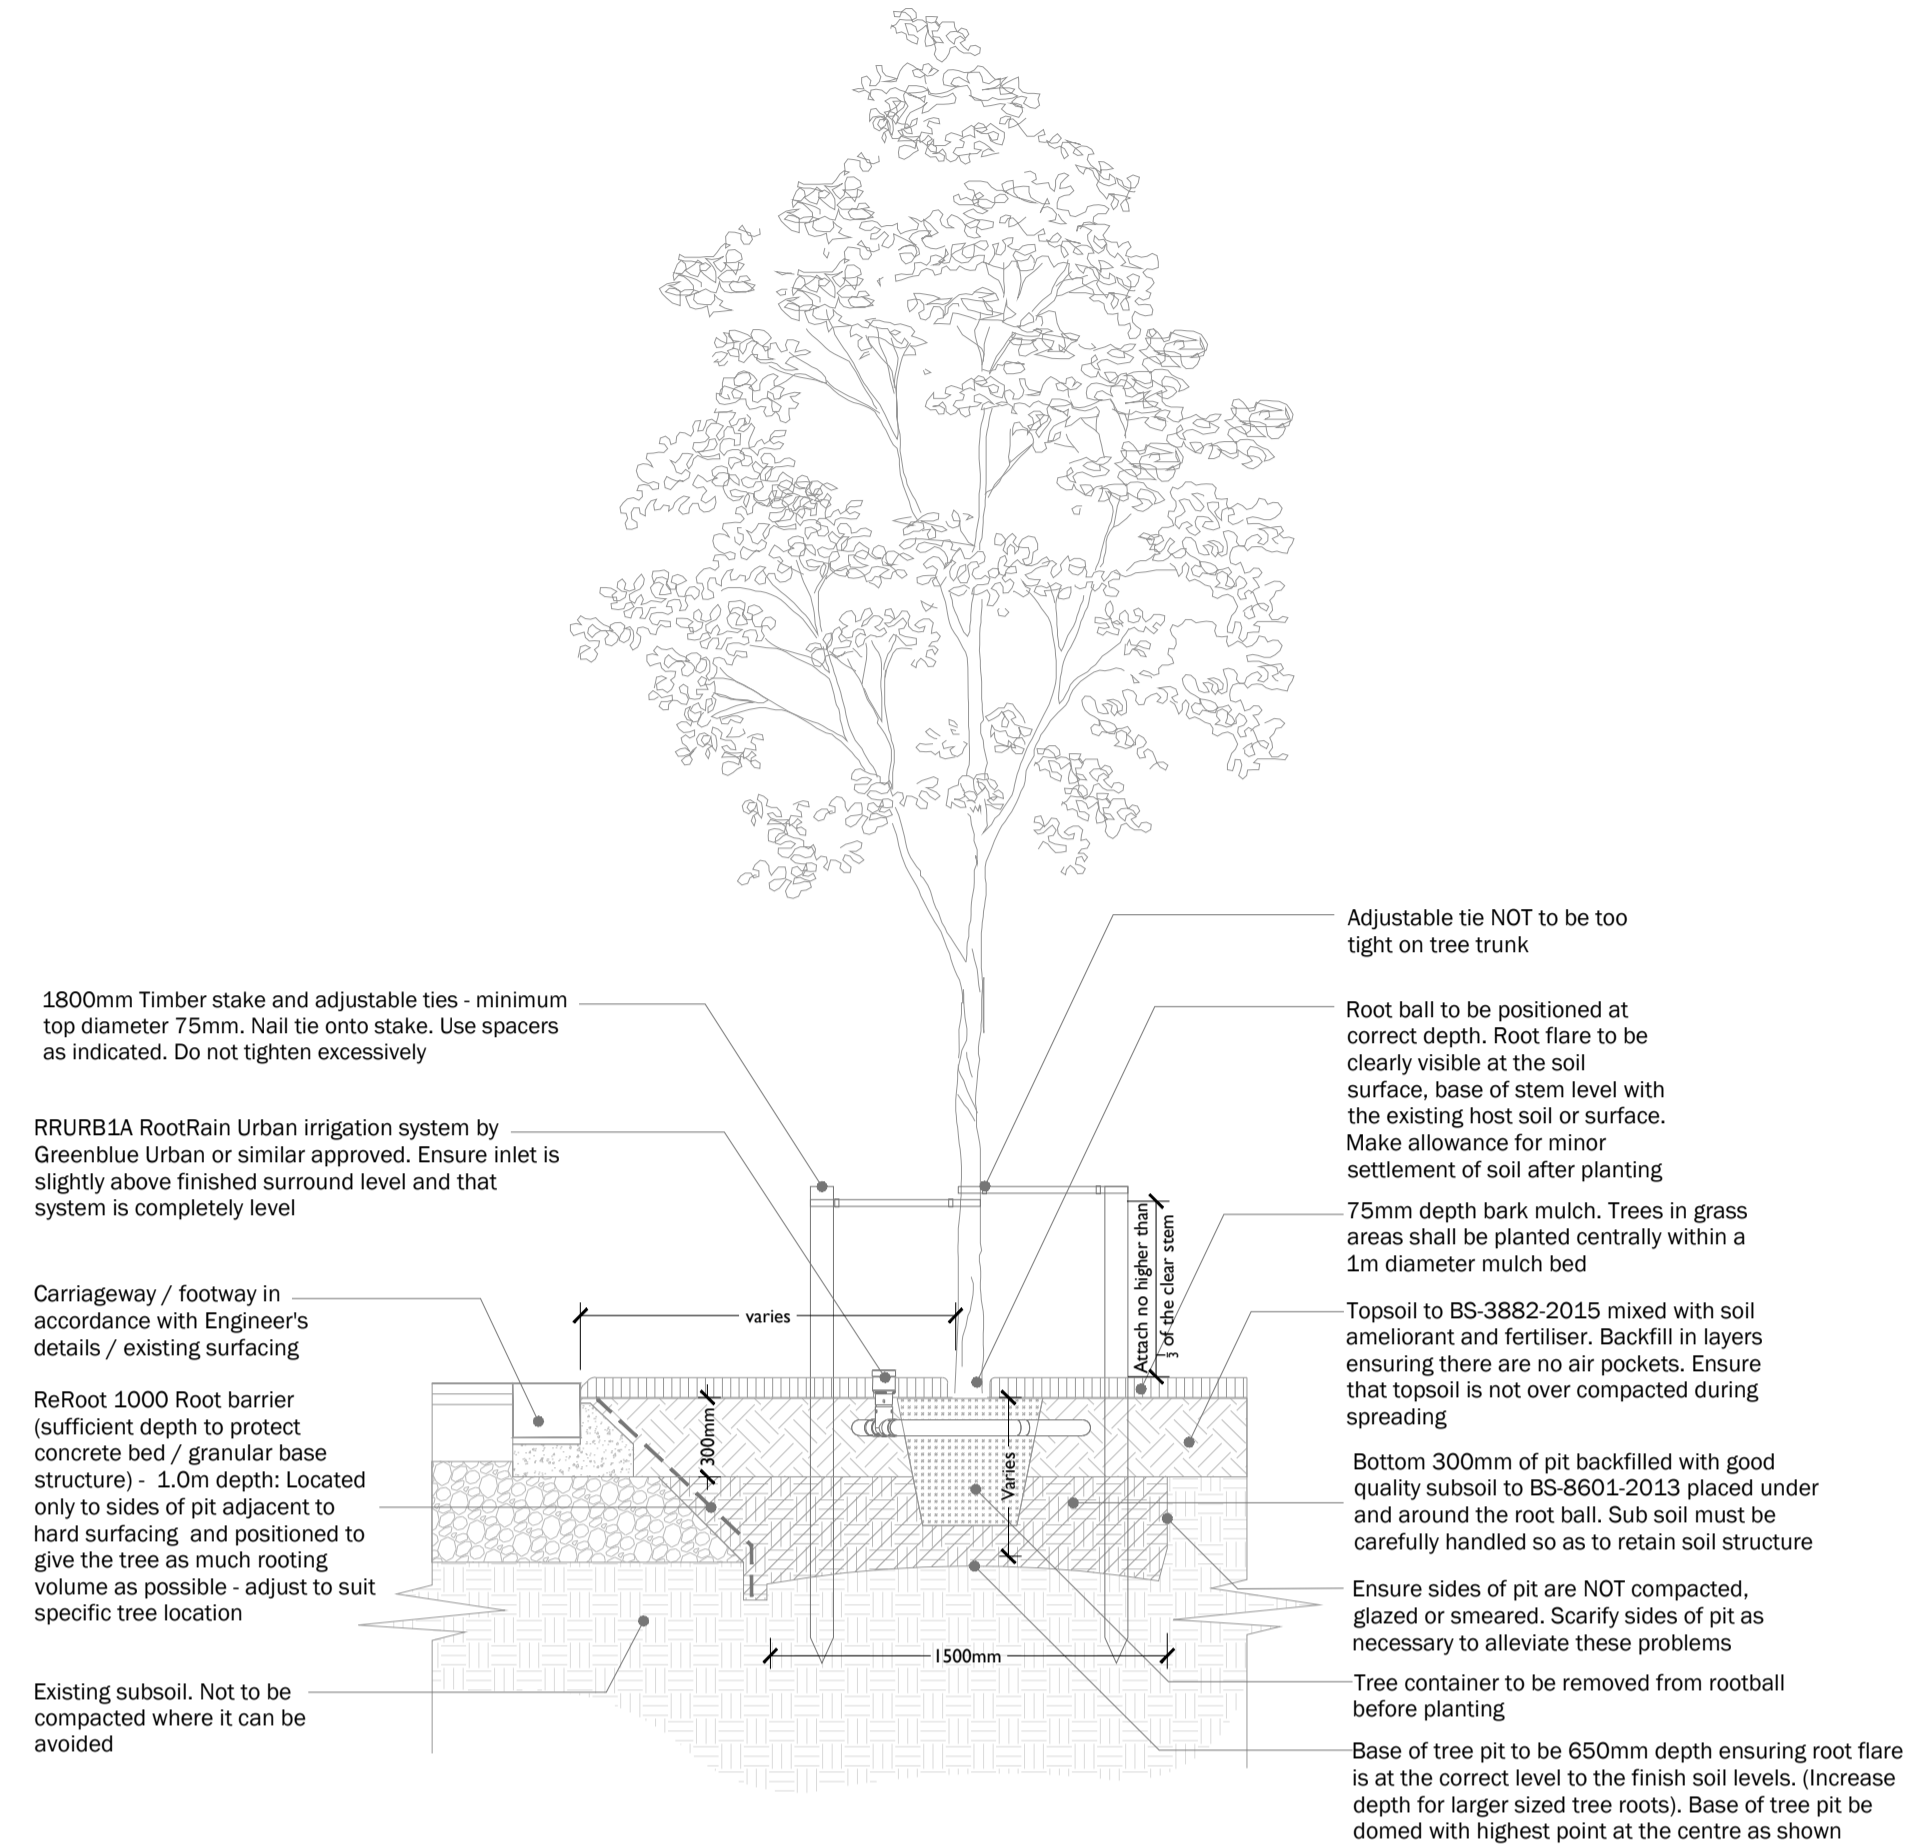 Adjustable tie NOT to be too
tight on tree trunk
1800mm Timber stake and adjustable ties - minimum
top diameter 75mm. Nail tie onto stake. Use spacers
as indicated. Do not tighten excessively
Root ball to be positioned at
correct depth. Root flare to be
clearly visible at the soil
surface, base of stem level with
the existing host soil or surface.
Make allowance for minor
settlement of soil after planting
RRURB1A RootRain Urban irrigation system by
Greenblue Urban or similar approved. Ensure inlet is
slightly above finished surround level and that
system is completely level
75mm depth bark mulch. Trees in grass
areas shall be planted centrally within a
1m diameter mulch bed
Attach no higher than
1/3 of the clear stem
varies
Carriageway / footway in
accordance with Engineer's
details / existing surfacing
Topsoil to BS-3882-2015 mixed with soil
ameliorant and fertiliser. Backfill in layers
ensuring there are no air pockets. Ensure
that topsoil is not over compacted during
spreading
ReRoot 1000 Root barrier
(sufficient depth to protect
concrete bed / granular base
structure) - 1.0m depth: Located
only to sides of pit adjacent to
hard surfacing and positioned to
give the tree as much rooting
volume as possible - adjust to suit
specific tree location
300mm
Varies
Bottom 300mm of pit backfilled with good
quality subsoil to BS-8601-2013 placed under
and around the root ball. Sub soil must be
carefully handled so as to retain soil structure
Ensure sides of pit are NOT compacted,
glazed or smeared. Scarify sides of pit as
necessary to alleviate these problems
1500mm
Existing subsoil. Not to be
compacted where it can be
avoided
Tree container to be removed from rootball
before planting
Base of tree pit to be 650mm depth ensuring root flare
is at the correct level to the finish soil levels. (Increase
depth for larger sized tree roots). Base of tree pit be
domed with highest point at the centre as shown